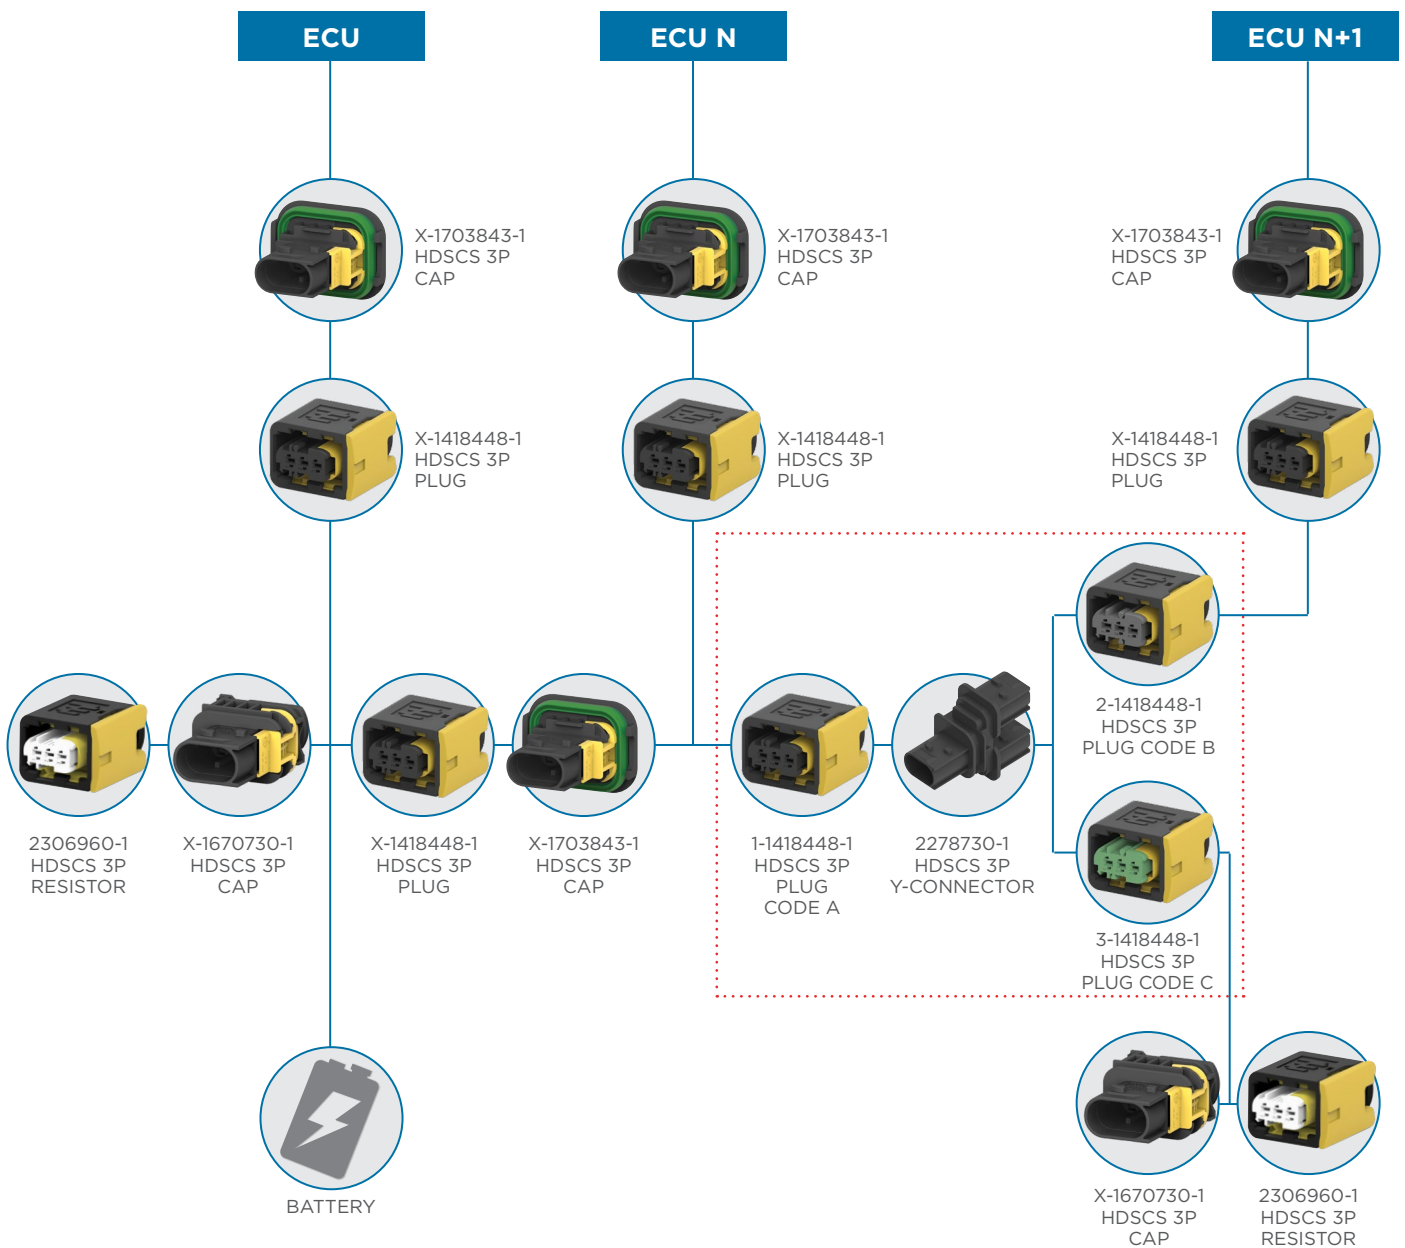 ECU
ECU N
ECU N+1
X-1703843-1
HDSCS 3P
CAP
X-1703843-1
HDSCS 3P
CAP
X-1703843-1
HDSCS 3P
CAP
X-1418448-1
HDSCS 3P
PLUG
X-1418448-1
HDSCS 3P
PLUG
X-1418448-1
HDSCS 3P
PLUG
2-1418448-1
HDSCS 3P
PLUG CODE B
2306960-1
HDSCS 3P
RESISTOR
X-1670730-1
HDSCS 3P
CAP
X-1418448-1
HDSCS 3P
PLUG
X-1703843-1
HDSCS 3P
CAP
1-1418448-1
HDSCS 3P
PLUG
CODE A
2278730-1
HDSCS 3P
Y-CONNECTOR
3-1418448-1
HDSCS 3P
PLUG CODE C
BATTERY
X-1670730-1
HDSCS 3P
CAP
2306960-1
HDSCS 3P
RESISTOR